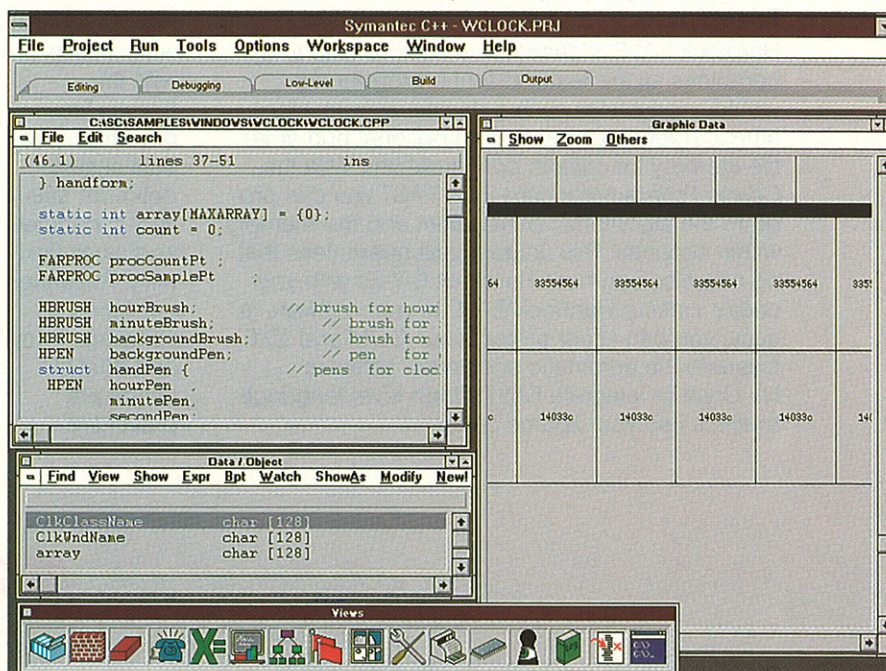 Symantec C++ - WCLOCK.PRJ
File Project Run Tools Options Workspace Window Help
Editing Debugging Low-Level Build Output
C:\SC\SAMPLES\WINDOWS\WCLOCK\WCLOCK.CPP
File Edit Search
(46,1) lines 37-51 ins
} handform;
static int array[MAXARRAY] = {0};
static int count = 0;
FARPROC procCountPt ;
FARPROC procSamplePt ;
HBRUSH hourBrush; // brush for hour
HBRUSH minuteBrush; // brush for
HBRUSH backgroundBrush; // brush for
HPEN backgroundPen; // pen for
struct handPen { // pens for cloc
HPEN hourPen ,
minutePen,
secondPen;
Graphic Data
Show Zoom Others
64 33554564 33554564 33554564 33554564 335
c 14033c 14033c 14033c 14033c 140
Data / Object
Find View Show Expr Bpt Watch ShowAs Modify New!
ClkClassName char [128]
ClkWndName char [128]
array char [128]
Views